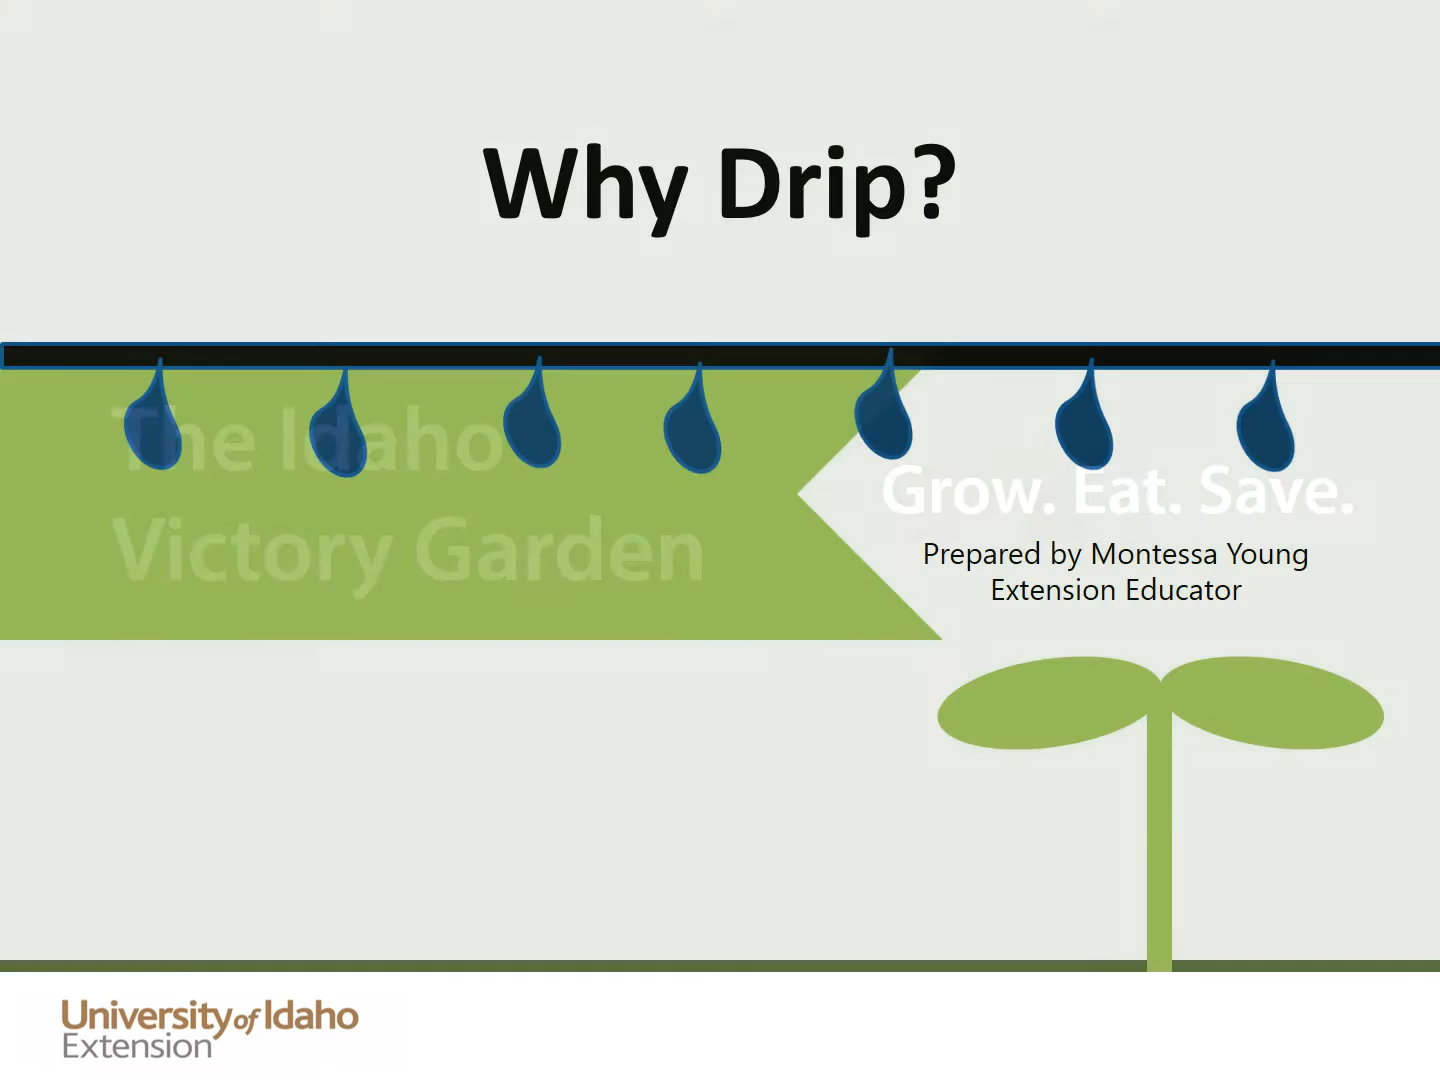 Why Drip?
The Idaho
Victory Garden
Grow. Eat. Save.
Prepared by Montessa Young
Extension Educator
University of Idaho
Extension